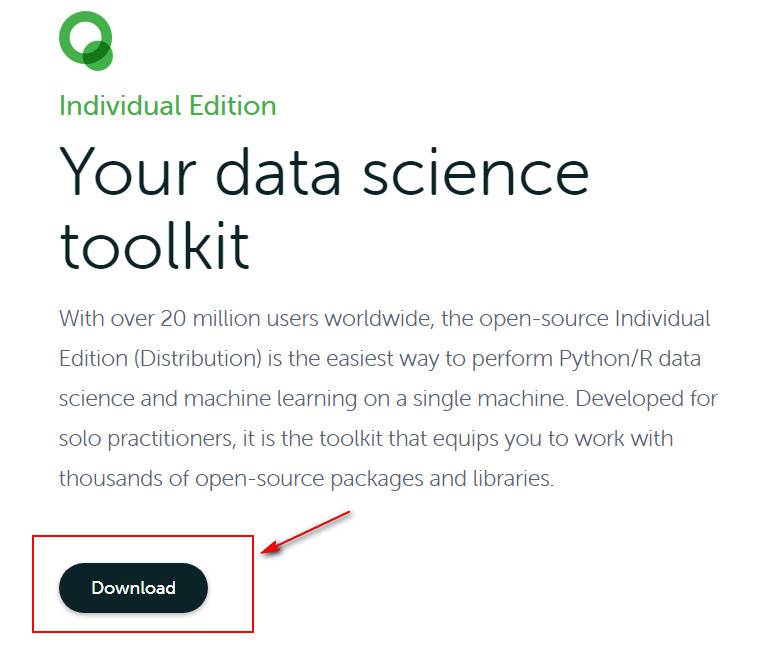 Individual Edition
Your data science
toolkit
With over 20 million users worldwide, the open-source Individual
Edition (Distribution) is the easiest way to perform Python/R data
science and machine learning on a single machine. Developed for
solo practitioners, it is the toolkit that equips you to work with
thousands of open-source packages and libraries.
Download